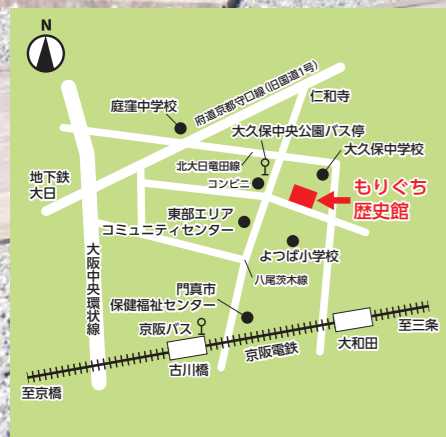 N
府道京都守口線(旧国道1号)
仁和寺
庭窪中学校
大久保中央公園バス停
大久保中学校
北大日竜田線
地下鉄
大日
コンビニ
もりぐち
歴史館
東部エリア
コミュニティセンター
よつば小学校
大阪中央環状線
八尾茨木線
門真市
保健福祉センター
京阪バス
至三条
大和田
京阪電鉄
古川橋
至京橋